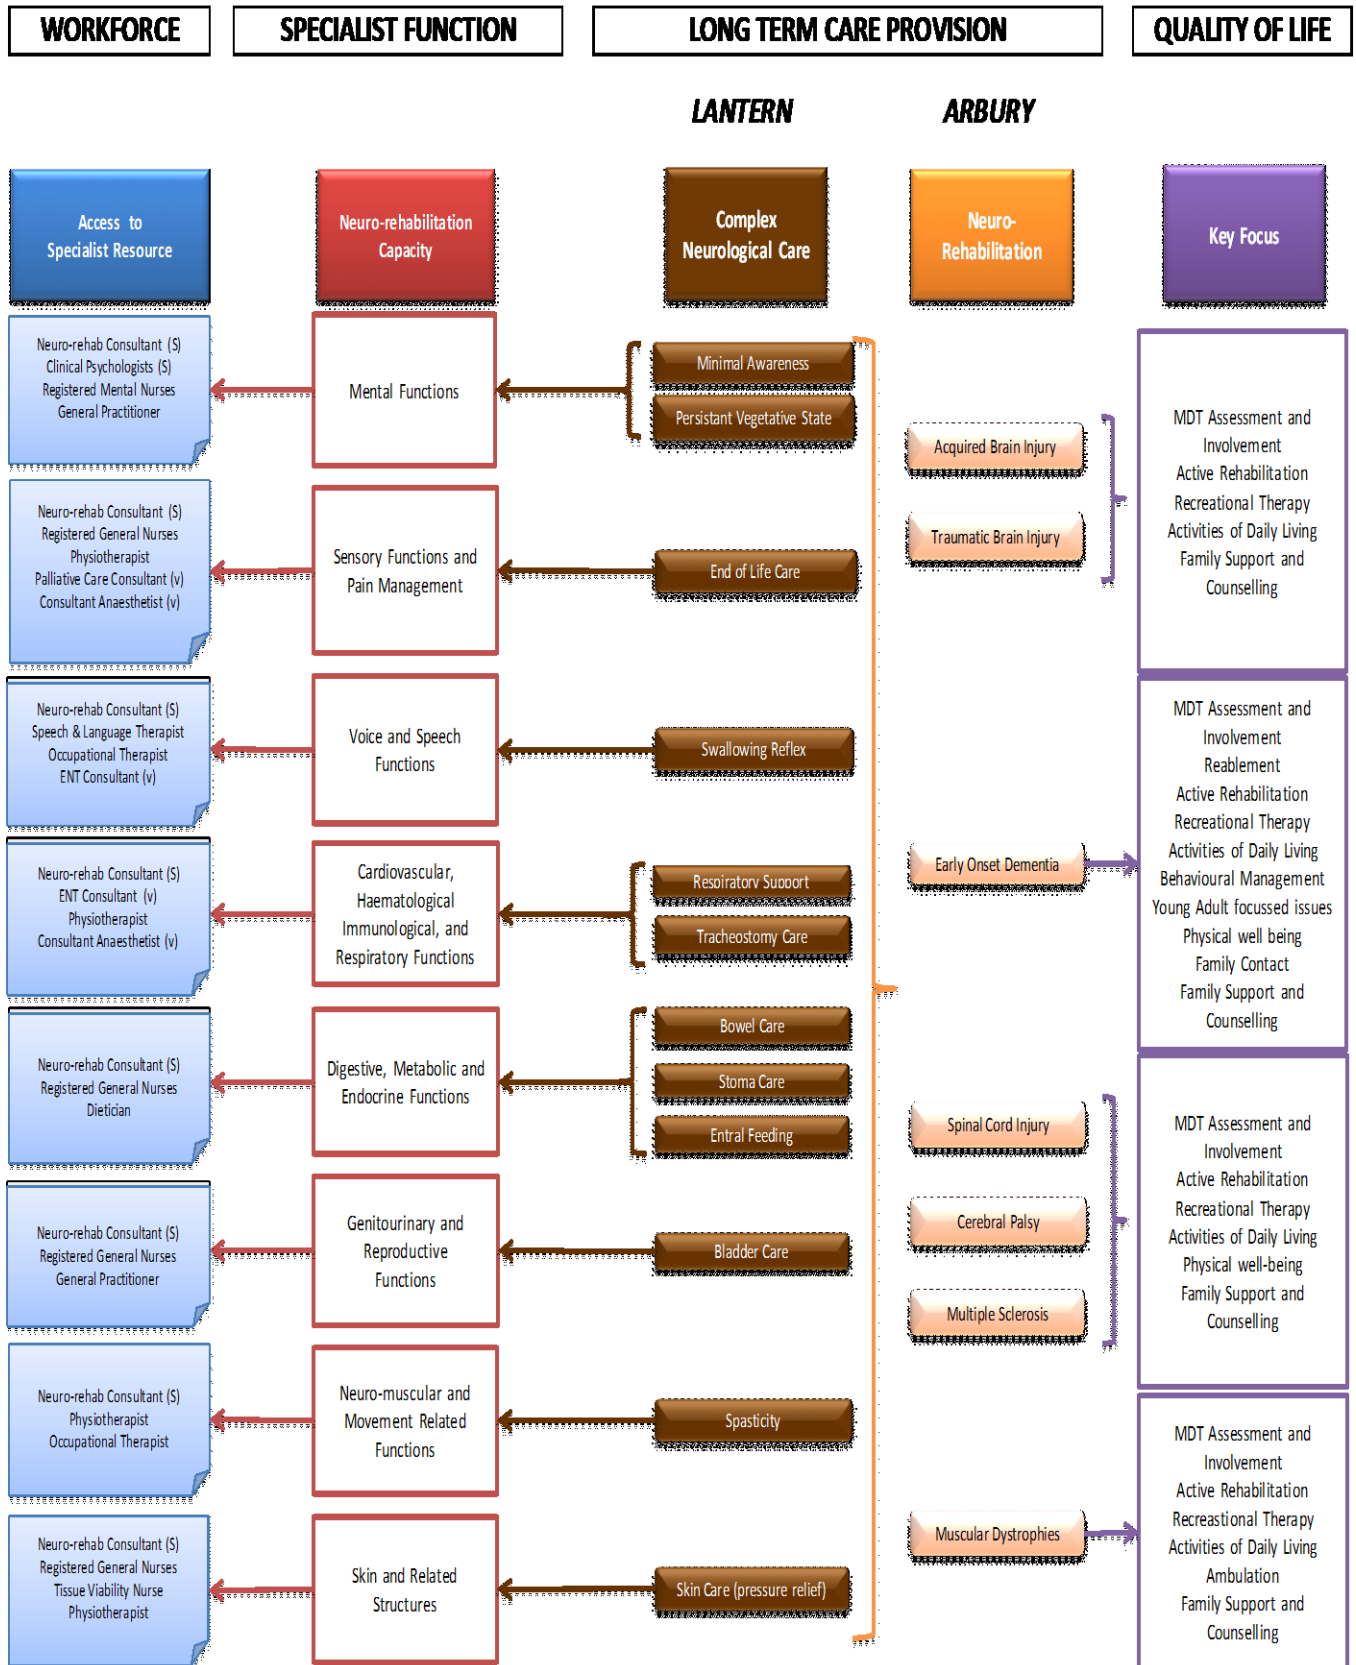 WORKFORCE
SPECIALIST FUNCTION
LONG TERM CARE PROVISION
QUALITY OF LIFE
LANTERN
ARBURY
Access to
Specialist Resource
Neuro-rehabilitation
Capacity
Complex
Neurological Care
Neuro-
Rehabilitation
Key Focus
Neuro-rehab Consultant (S)
Clinical Psychologists (S)
Registered Mental Nurses
General Practitioner
Mental Functions
Minimal Awareness
Persistant Vegetative State
Neuro-rehab Consultant (S)
Registered General Nurses
Physiotherapist
Palliative Care Consultant (v)
Consultant Anaesthetist (v)
Sensory Functions and
Pain Management
End of Life Care
Neuro-rehab Consultant (S)
Speech & Language Therapist
Occupational Therapist
ENT Consultant (v)
Voice and Speech
Functions
Swallowing Reflex
Neuro-rehab Consultant (S)
ENT Consultant (v)
Physiotherapist
Consultant Anaesthetist (v)
Cardiovascular,
Haematological
Immunological, and
Respiratory Functions
Respiratory Support
Tracheostomy Care
Neuro-rehab Consultant (S)
Registered General Nurses
Dietician
Digestive, Metabolic and
Endocrine Functions
Bowel Care
Stoma Care
Entral Feeding
Neuro-rehab Consultant (S)
Registered General Nurses
General Practitioner
Genitourinary and
Reproductive
Functions
Bladder Care
Neuro-rehab Consultant (S)
Physiotherapist
Occupational Therapist
Neuro-muscular and
Movement Related
Functions
Spasticity
Neuro-rehab Consultant (S)
Registered General Nurses
Tissue Viability Nurse
Physiotherapist
Skin and Related
Structures
Skin Care (pressure relief)
Acquired Brain Injury
Traumatic Brain Injury
MDT Assessment and
Involvement
Active Rehabilitation
Recreational Therapy
Activities of Daily Living
Family Support and
Counselling
Early Onset Dementia
MDT Assessment and
Involvement
Reablement
Active Rehabilitation
Recreational Therapy
Activities of Daily Living
Behavioural Management
Young Adult focussed issues
Physical well being
Family Contact
Family Support and
Counselling
Spinal Cord Injury
Cerebral Palsy
Multiple Sclerosis
MDT Assessment and
Involvement
Active Rehabilitation
Recreational Therapy
Activities of Daily Living
Physical well-being
Family Support and
Counselling
Muscular Dystrophies
MDT Assessment and
Involvement
Active Rehabilitation
Recreastional Therapy
Activities of Daily Living
Ambulation
Family Support and
Counselling